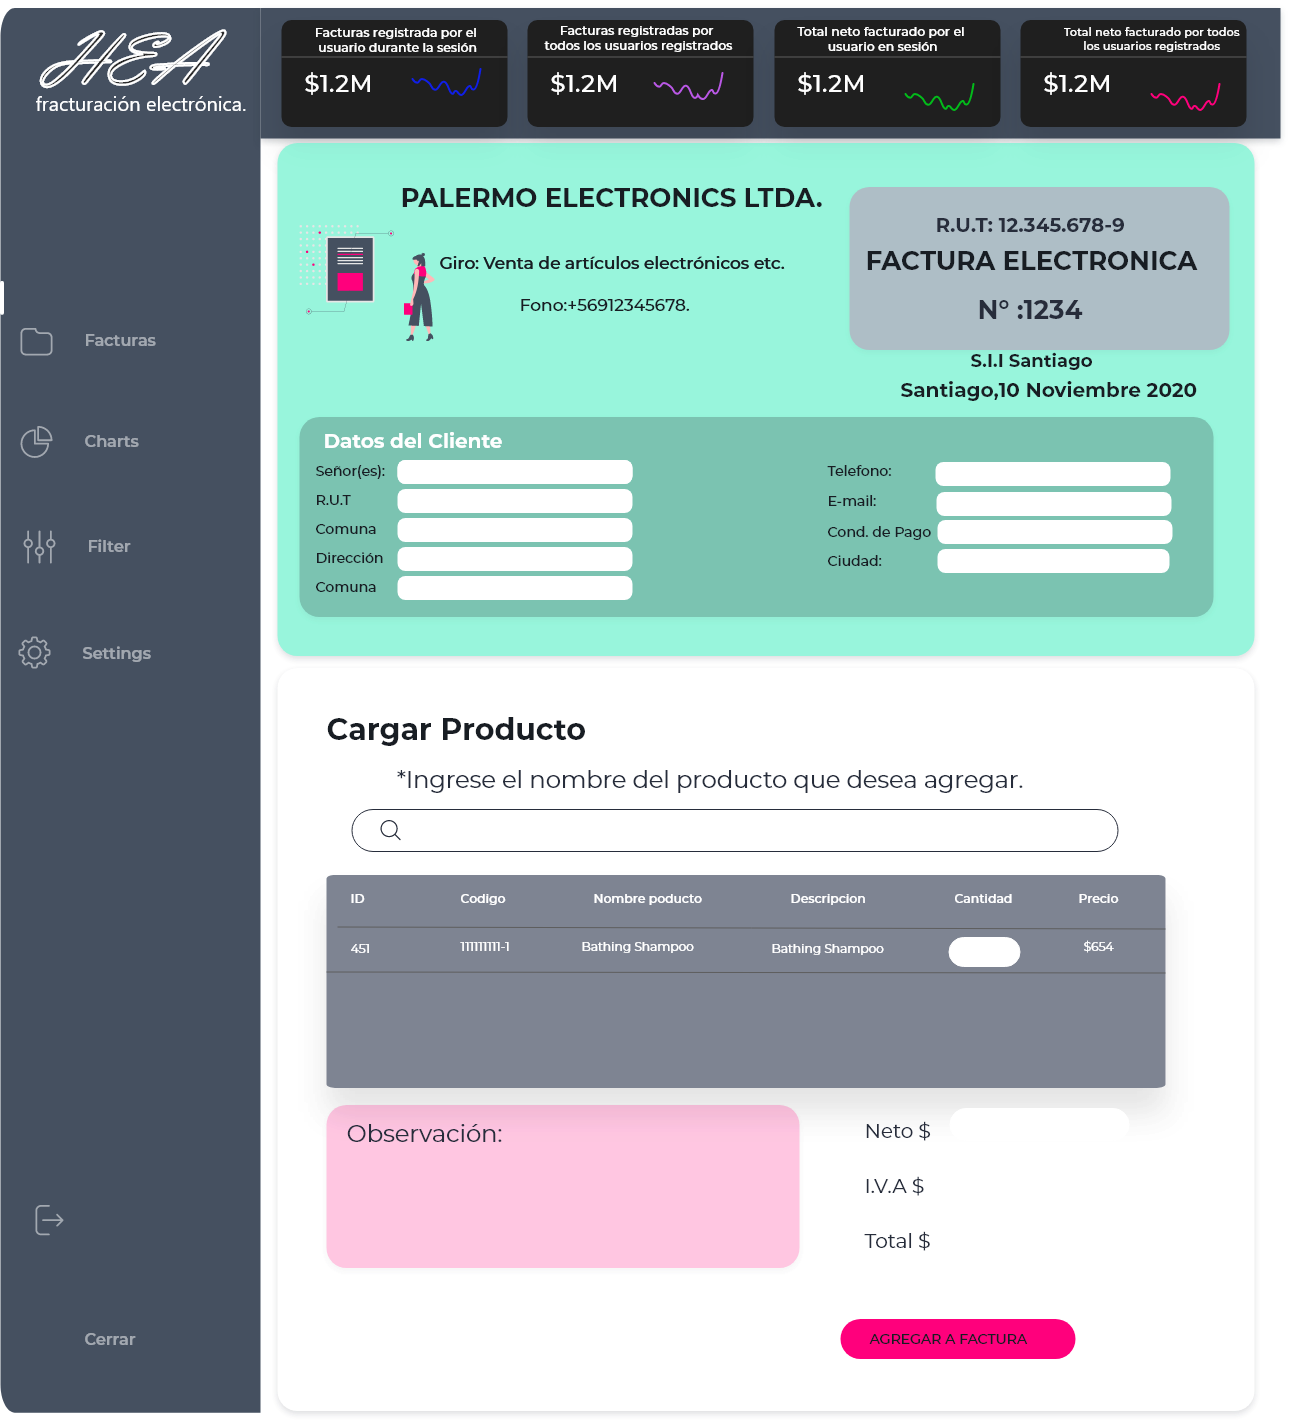 HEA
fracturación electrónica.
Facturas registrada por el
usuario durante la sesión
$1.2M
Facturas registradas por
todos los usuarios registrados
$1.2M
Total neto facturado por el
usuario en sesión
$1.2M
Total neto facturado por todos
los usuarios registrados
$1.2M
Facturas
Charts
Filter
Settings
Cerrar
PALERMO ELECTRONICS LTDA.
Giro: Venta de artículos electrónicos etc.
Fono:+56912345678.
R.U.T: 12.345.678-9
FACTURA ELECTRONICA
N° :1234
S.I.I Santiago
Santiago,10 Noviembre 2020
Datos del Cliente
Señor(es):
R.U.T
Comuna
Dirección
Comuna
Telefono:
E-mail:
Cond. de Pago
Ciudad:
Cargar Producto
*Ingrese el nombre del producto que desea agregar.
ID Codigo Nombre poducto Descripcion Cantidad Precio
451 111111111-1 Bathing Shampoo Bathing Shampoo $654
Observación:
Neto $
I.V.A $
Total $
AGREGAR A FACTURA